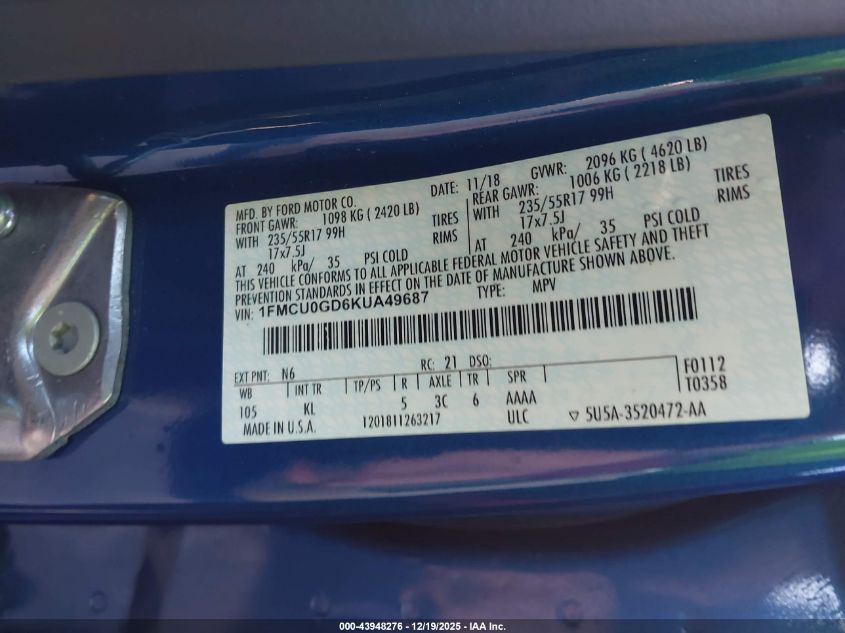 MFD. BY FORD MOTOR CO. DATE: 11/18 GVWR: 2096 KG ( 4620 LB)
FRONT GAWR: 1098 KG ( 2420 LB) REAR GAWR: 1006 KG ( 2218 LB)
WITH 235/55R17 99H TIRES WITH 235/55R17 99H TIRES
17x7.5J RIMS 17x7.5J RIMS
AT 240 kPa/ 35 PSI COLD AT 240 kPa/ 35 PSI COLD
THIS VEHICLE CONFORMS TO ALL APPLICABLE FEDERAL MOTOR VEHICLE SAFETY AND THEFT
PREVENTION STANDARDS IN EFFECT ON THE DATE OF MANUFACTURE SHOWN ABOVE.
VIN: 1FMCU0GD6KUA49687 TYPE: MPV
EXT PNT: N6 RC: 21 DSO: F0112
WB INT TR TP/PS R AXLE TR SPR T0358
105 KL 5 3C 6 AAAA
MADE IN U.S.A. 1201811263217 ULC ▽ 5U5A-3520472-AA
000-43948276 - 12/19/2025 - IAA Inc.